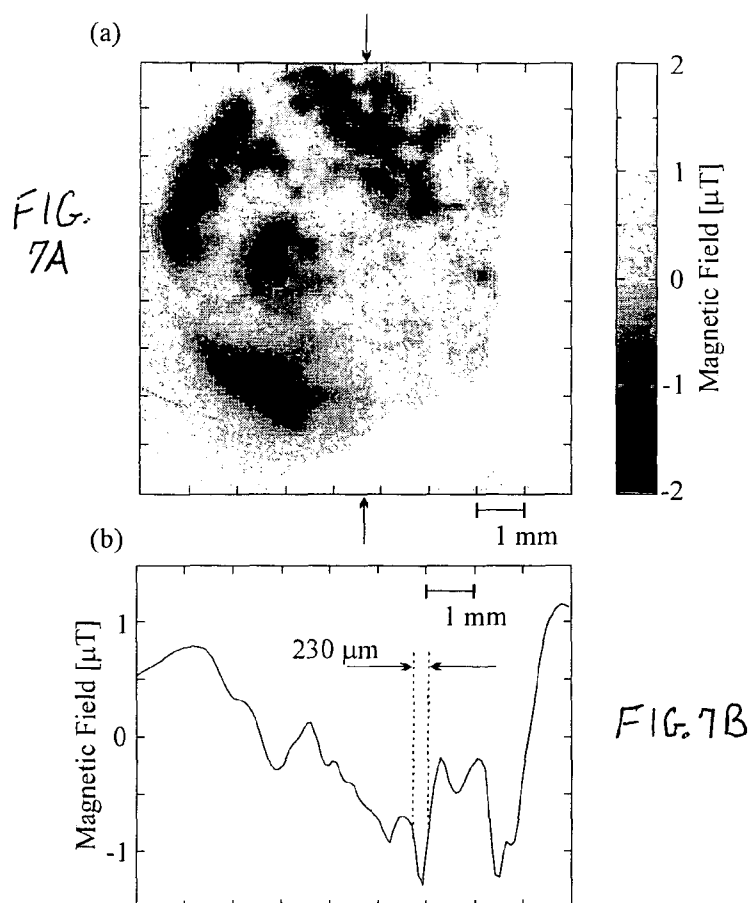 (a)
FIG.
7A
2
1
0
-1
-2
Magnetic Field [μT]
1 mm
(b)
1 mm
230 μm
1
0
-1
Magnetic Field [μT]
FIG. 7B